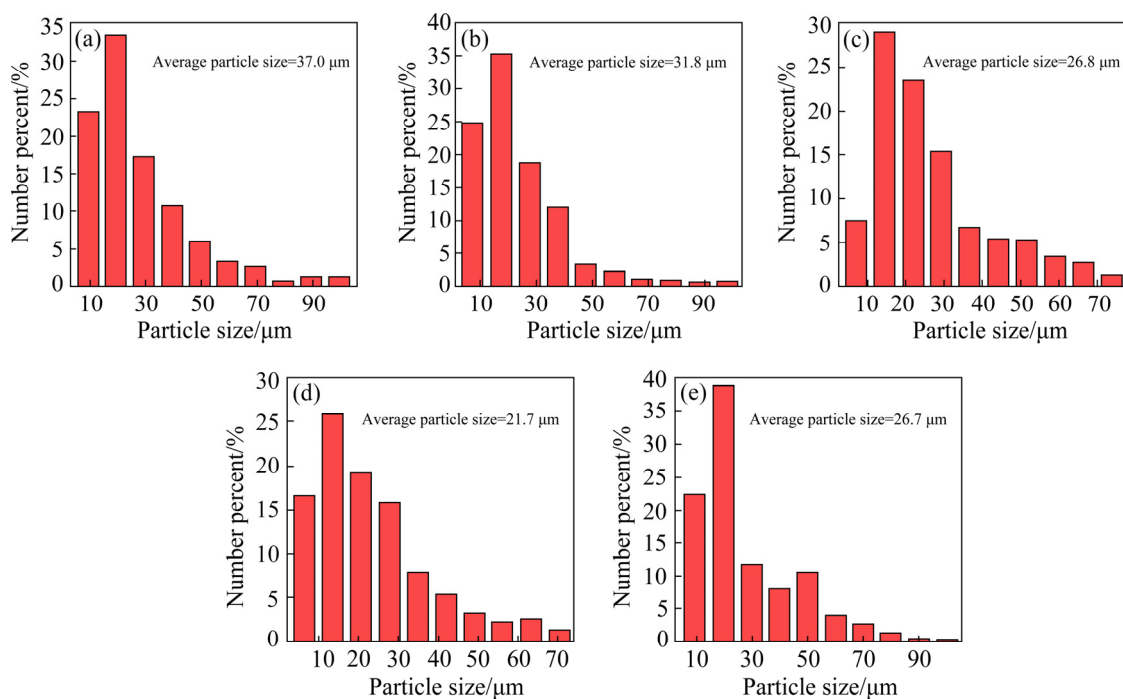 (a)
Average particle size=37.0 μm
Number percent/%
35
30
25
20
15
10
5
0
10 30 50 70 90
Particle size/μm
(b)
Average particle size=31.8 μm
Number percent/%
40
35
30
25
20
15
10
5
0
10 30 50 70 90
Particle size/μm
(c)
Average particle size=26.8 μm
Number percent/%
30
25
20
15
10
5
0
10 20 30 40 50 60 70
Particle size/μm
(d)
Average particle size=21.7 μm
Number percent/%
30
25
20
15
10
5
0
10 20 30 40 50 60 70
Particle size/μm
(e)
Average particle size=26.7 μm
Number percent/%
40
35
30
25
20
15
10
5
0
10 30 50 70 90
Particle size/μm